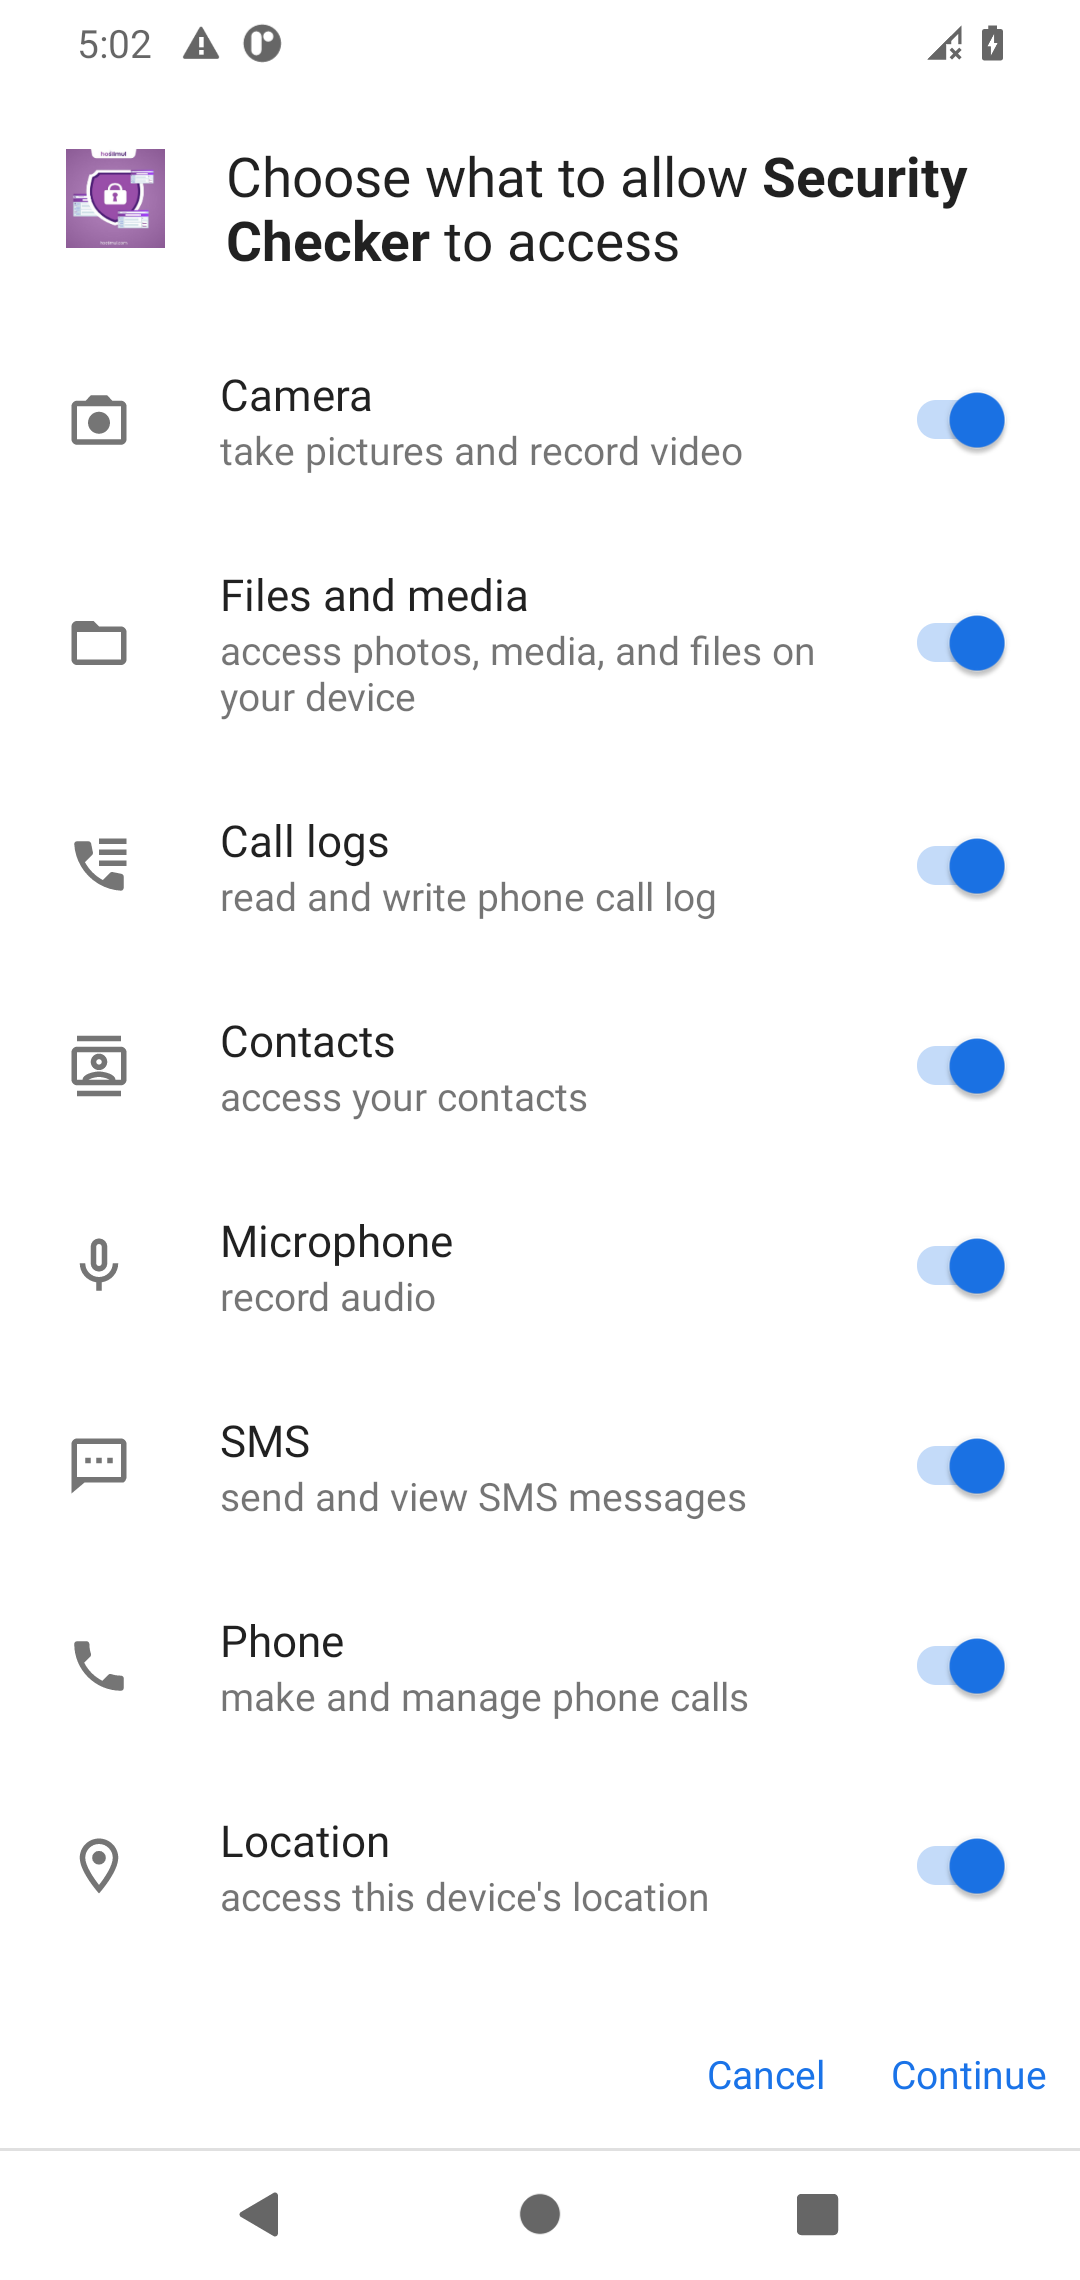 5:02
Choose what to allow Security
Checker to access
Camera
take pictures and record video
Files and media
access photos, media, and files on
your device
Call logs
read and write phone call log
Contacts
access your contacts
Microphone
record audio
SMS
send and view SMS messages
Phone
make and manage phone calls
Location
access this device's location
Cancel
Continue